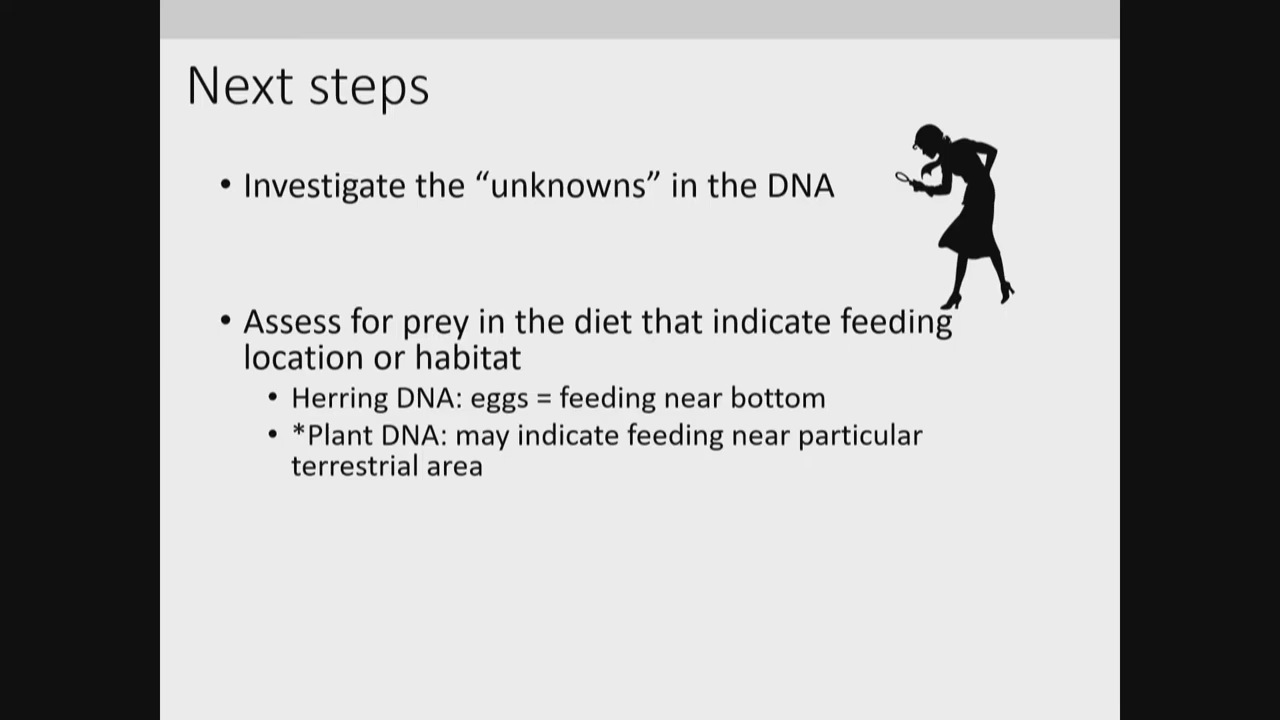 Next steps
• Investigate the “unknowns” in the DNA
• Assess for prey in the diet that indicate feeding
location or habitat
• Herring DNA: eggs = feeding near bottom
• *Plant DNA: may indicate feeding near particular
terrestrial area